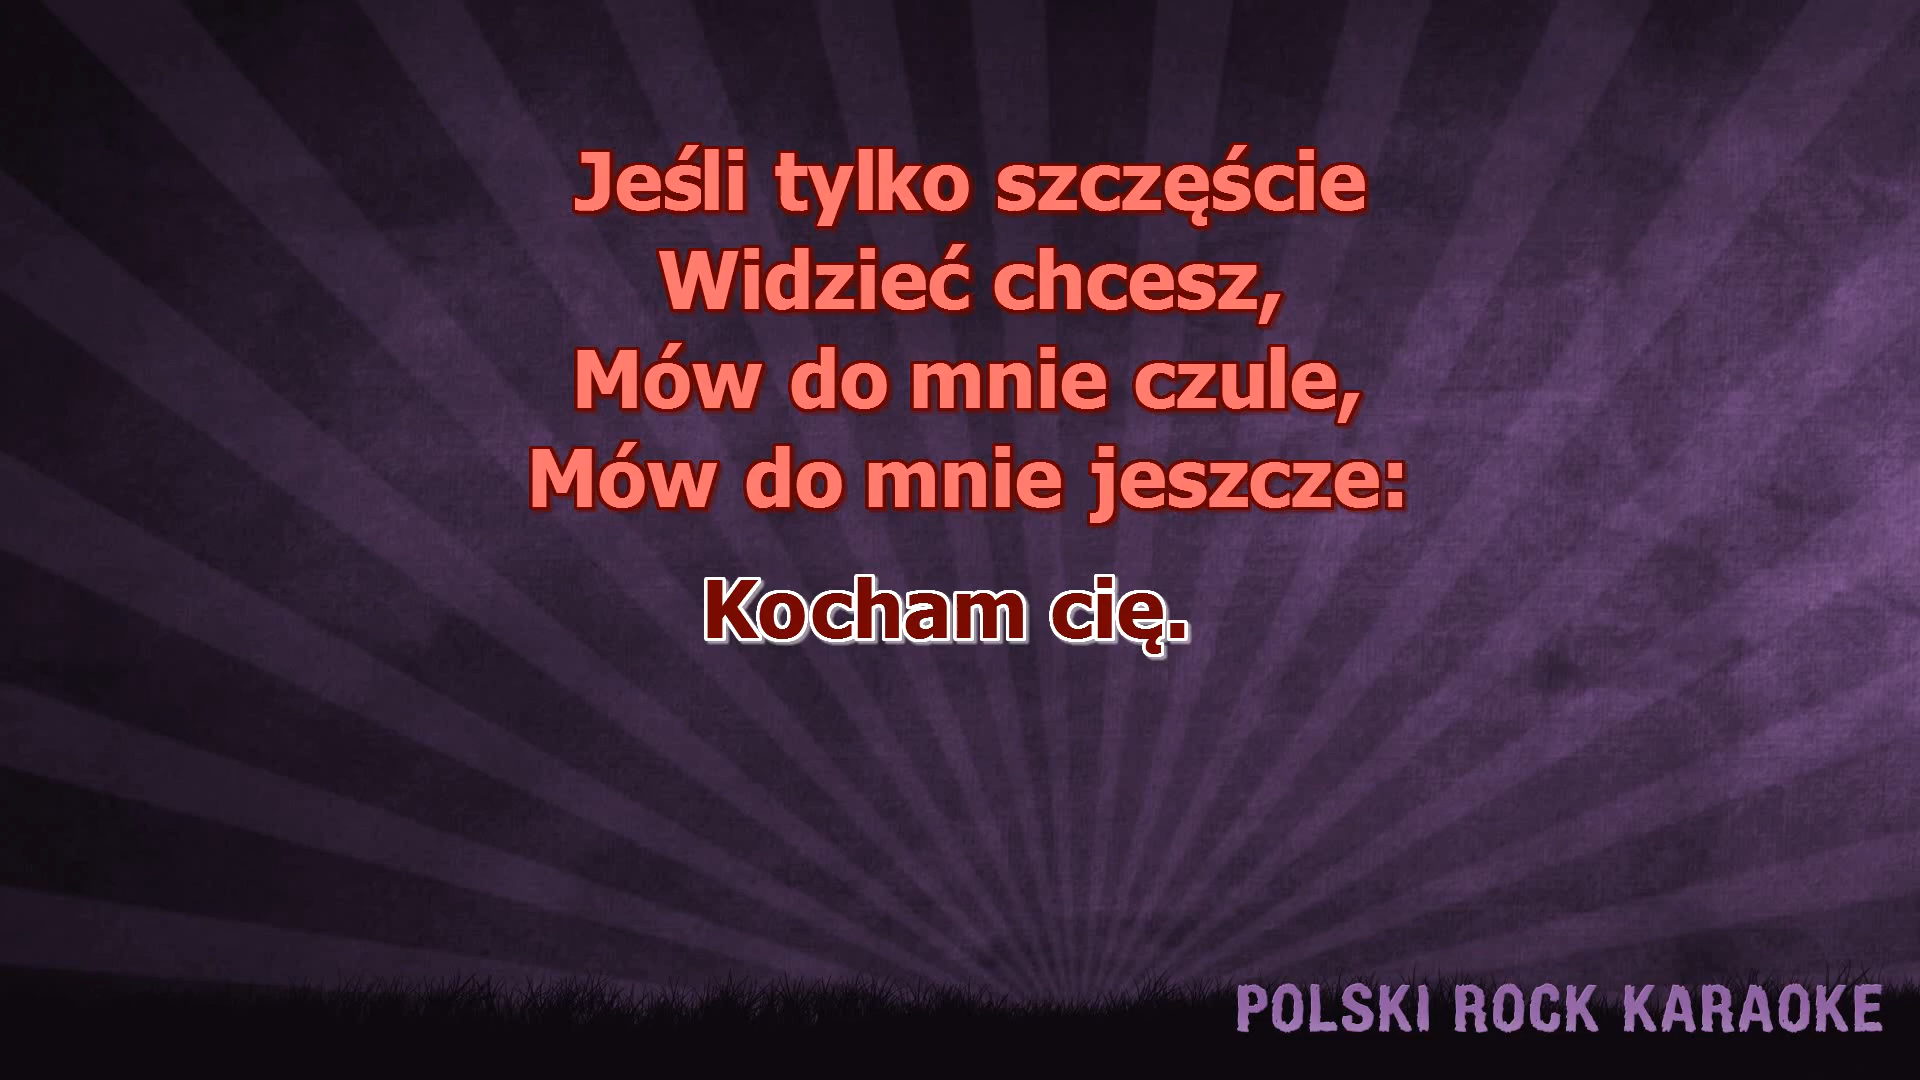 Jeśli tylko szczęście
Widzieć chcesz,
Mów do mnie czule,
Mów do mnie jeszcze:
Kocham cię.
POLSKI ROCK KARAOKE